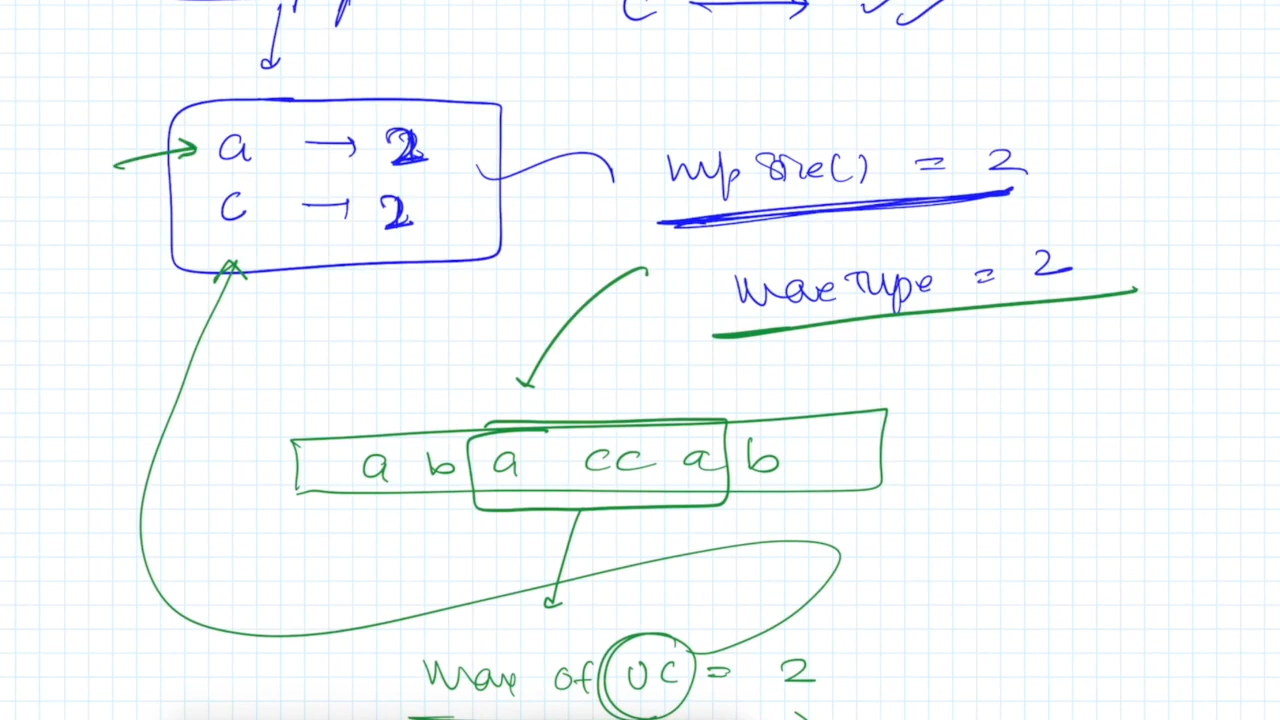 C ⟷
a → 2
c → 2
mp size() = 2
maxType = 2
a b a cc a b
Max of UC = 2